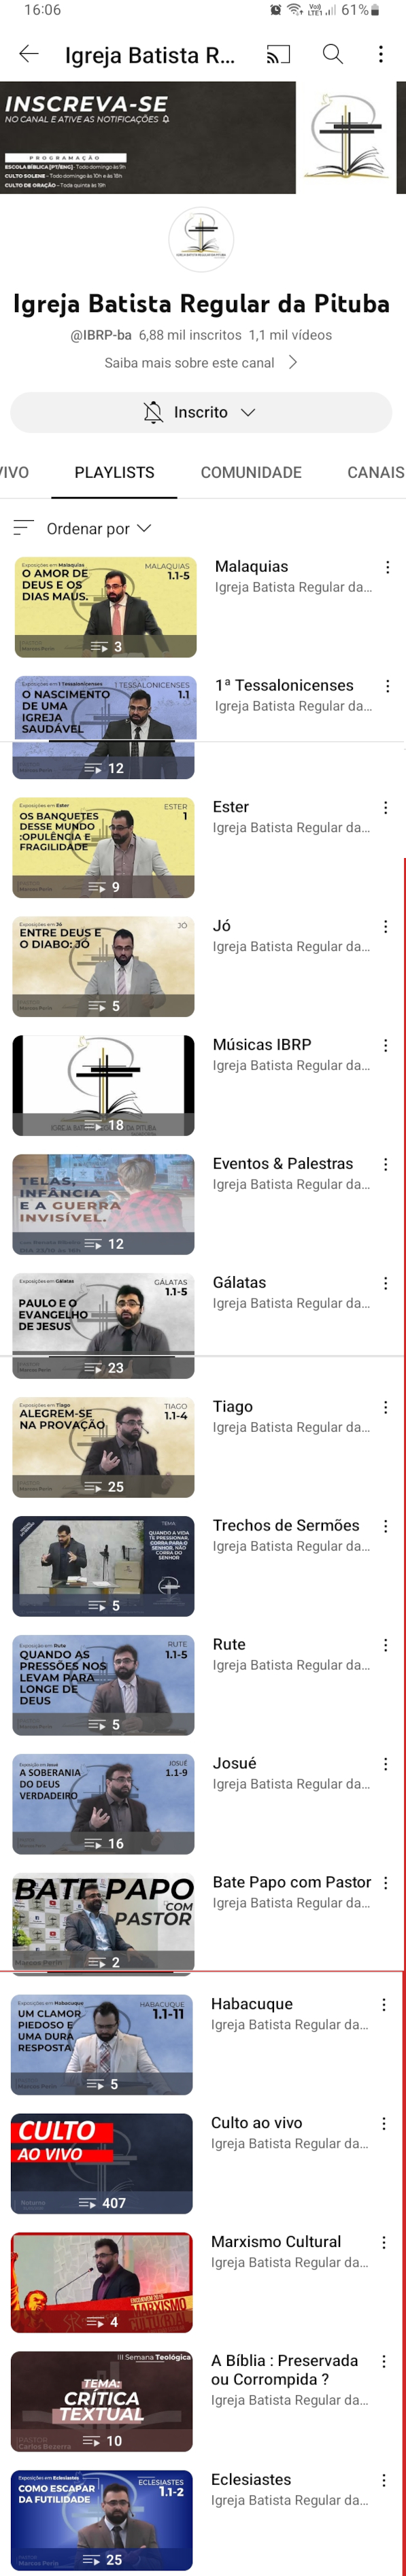 16:06
Vo)) LTE1 61%
Igreja Batista R...
INSCREVA-SE
NO CANAL E ATIVE AS NOTIFICAÇÕES
PROGRAMAÇÃO
ESCOLA BÍBLICA [PT/ENG] - Todo domingo às 9h
CULTO SOLENE - Todo domingo às 10h e às 18h
CULTO DE ORAÇÃO - Toda quinta às 19h
Igreja Batista Regular da Pituba
@IBRP-ba 6,88 mil inscritos 1,1 mil vídeos
Saiba mais sobre este canal
Inscrito
VIVO PLAYLISTS COMUNIDADE CANAIS
Ordenar por
Exposições em Malaquias
O AMOR DE
DEUS E OS
DIAS MAUS.
MALAQUIAS
1.1-5
3
Malaquias
Igreja Batista Regular da...
Exposições em I Tessalonicenses
O NASCIMENTO
DE UMA
IGREJA
SAUDÁVEL
I TESSALONICENSES
1.1
12
1ª Tessalonicenses
Igreja Batista Regular da...
Exposições em Ester
OS BANQUETES
DESSE MUNDO
:OPULÊNCIA E
FRAGILIDADE
ESTER
1
9
Ester
Igreja Batista Regular da...
Exposições em Jó
ENTRE DEUS E
O DIABO: JÓ
JÓ
5
Jó
Igreja Batista Regular da...
IGREJA BATISTA REGULAR DA PITUBA
18
Músicas IBRP
Igreja Batista Regular da...
TELAS,
INFÂNCIA
E A GUERRA
INVISÍVEL.
12
Eventos & Palestras
Igreja Batista Regular da...
Exposições em Gálatas
PAULO E O
EVANGELHO
DE JESUS
GÁLATAS
1.1-5
23
Gálatas
Igreja Batista Regular da...
Exposições em Tiago
ALEGREM-SE
NA PROVAÇÃO
TIAGO
1.1-4
25
Tiago
Igreja Batista Regular da...
TEMA:
QUANDO A VIDA
TE PRESSIONAR,
CORRA PARA O
SENHOR, NÃO
CORRA DO
SENHOR
5
Trechos de Sermões
Igreja Batista Regular da...
Exposição em Rute
QUANDO AS
PRESSÕES NOS
LEVAM PARA
LONGE DE
DEUS
RUTE
1.1-5
5
Rute
Igreja Batista Regular da...
Exposição em Josué
A SOBERANIA
DO DEUS
VERDADEIRO
JOSUÉ
1.1-9
16
Josué
Igreja Batista Regular da...
BATE PAPO
COM
PASTOR
Marcos Perin
2
Bate Papo com Pastor
Igreja Batista Regular da...
Exposições em Habacuque
UM CLAMOR
PIEDOSO E
UMA DURA
RESPOSTA.
HABACUQUE
1.1-11
5
Habacuque
Igreja Batista Regular da...
CULTO
AO VIVO
407
Culto ao vivo
Igreja Batista Regular da...
MARXISMO
CULTURAL
4
Marxismo Cultural
Igreja Batista Regular da...
III Semana Teológica
TEMA:
CRÍTICA
TEXTUAL
PASTOR
Carlos Bezerra
10
A Bíblia : Preservada
ou Corrompida ?
Igreja Batista Regular da...
Exposições em Eclesiastes
COMO ESCAPAR
DA FUTILIDADE
ECLESIASTES
1.1-2
25
Eclesiastes
Igreja Batista Regular da...